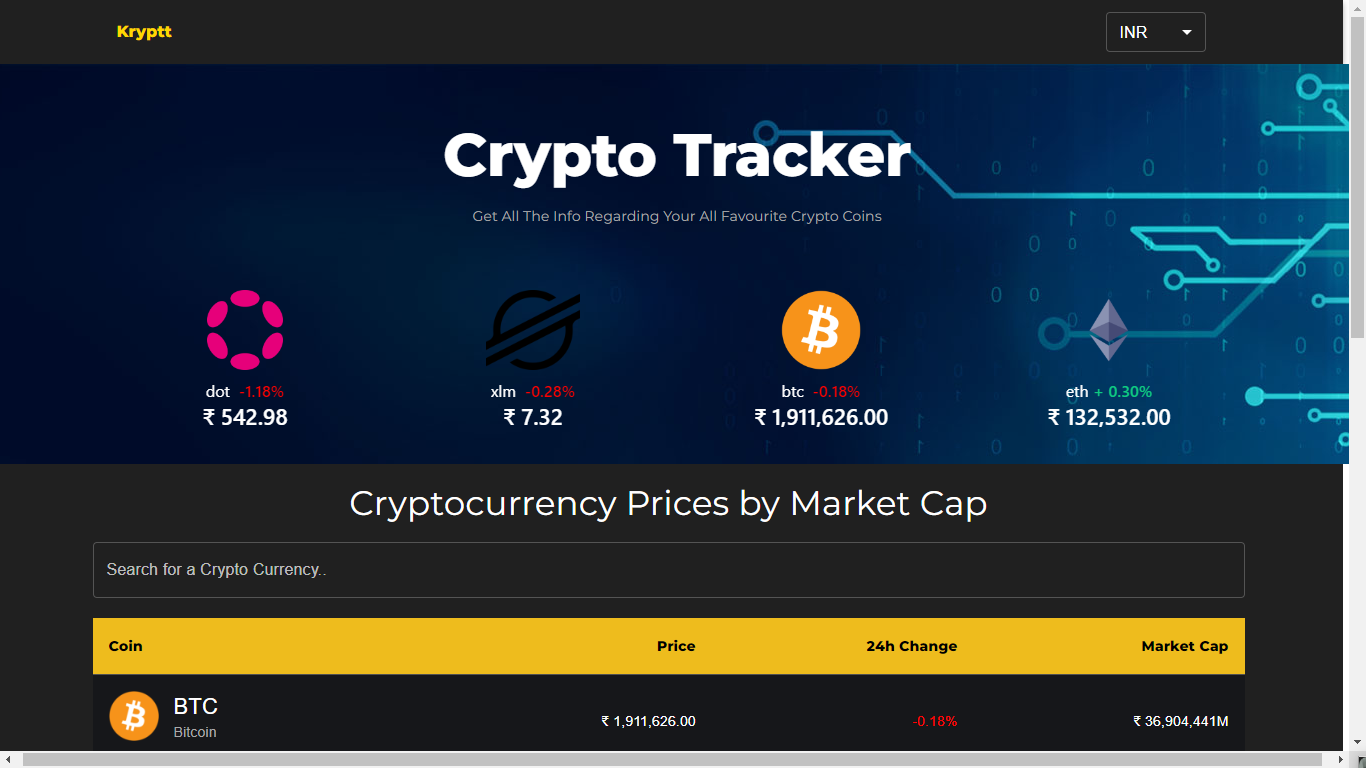 Kryptt
INR
Crypto Tracker
Get All The Info Regarding Your All Favourite Crypto Coins
dot -1.18%
₹ 542.98
xlm -0.28%
₹ 7.32
btc -0.18%
₹ 1,911,626.00
eth + 0.30%
₹ 132,532.00
Cryptocurrency Prices by Market Cap
Search for a Crypto Currency..
Coin Price 24h Change Market Cap
BTC
Bitcoin
₹ 1,911,626.00 -0.18% ₹ 36,904,441M